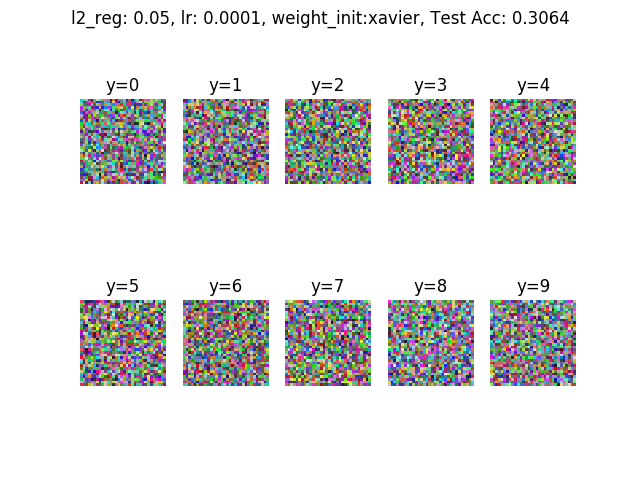 l2_reg: 0.05, lr: 0.0001, weight_init:xavier, Test Acc: 0.3064
y=0 y=1 y=2 y=3 y=4
y=5 y=6 y=7 y=8 y=9